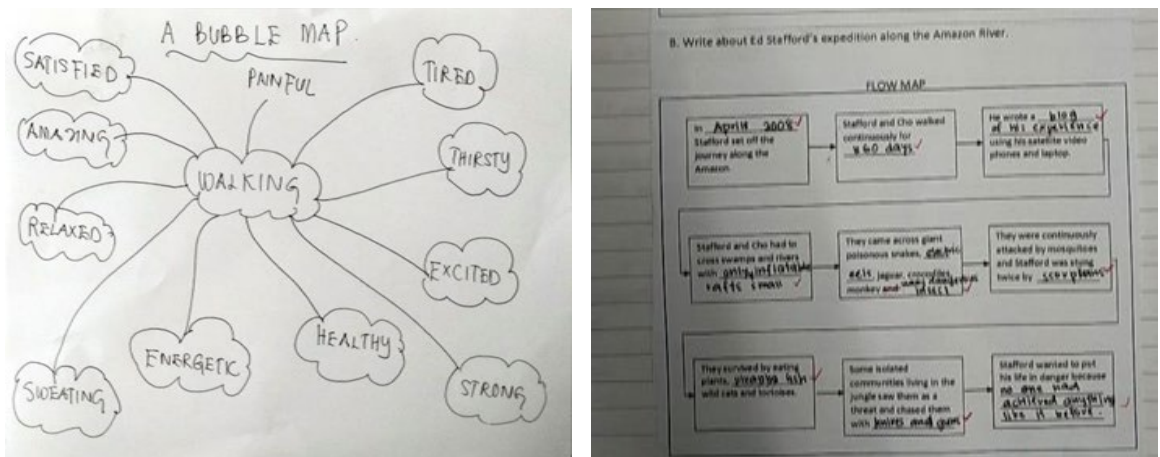 A BUBBLE MAP.
SATISFIED
PAINFUL
TIRED
AMAZING
THIRSTY
WALKING
RELAXED
EXCITED
HEALTHY
ENERGETIC
SWEATING
STRONG
B. Write about Ed Stafford's expedition along the Amazon River.
FLOW MAP
In April 2008
Stafford set off the
journey along the
Amazon.
Stafford and Cho walked
continuously for
860 days
He wrote a blog
of his experience
using his satellite video
phones and laptop.
Stafford and Cho had to
cross swamps and rivers
with only inflatable
rafts small
They came across giant
poisonous snakes, electric
eels, jaguar, crocodiles,
monkey and
They were continuously
attacked by mosquitoes
and Stafford was stung
twice by scorpions
They survived by eating
plants, piranha fish
wild cats and tortoises.
Some isolated
communities living in the
jungle saw them as a
threat and chased them
with knives and guns
Stafford wanted to put
his life in danger because
no one had
achieved anything
like it before.